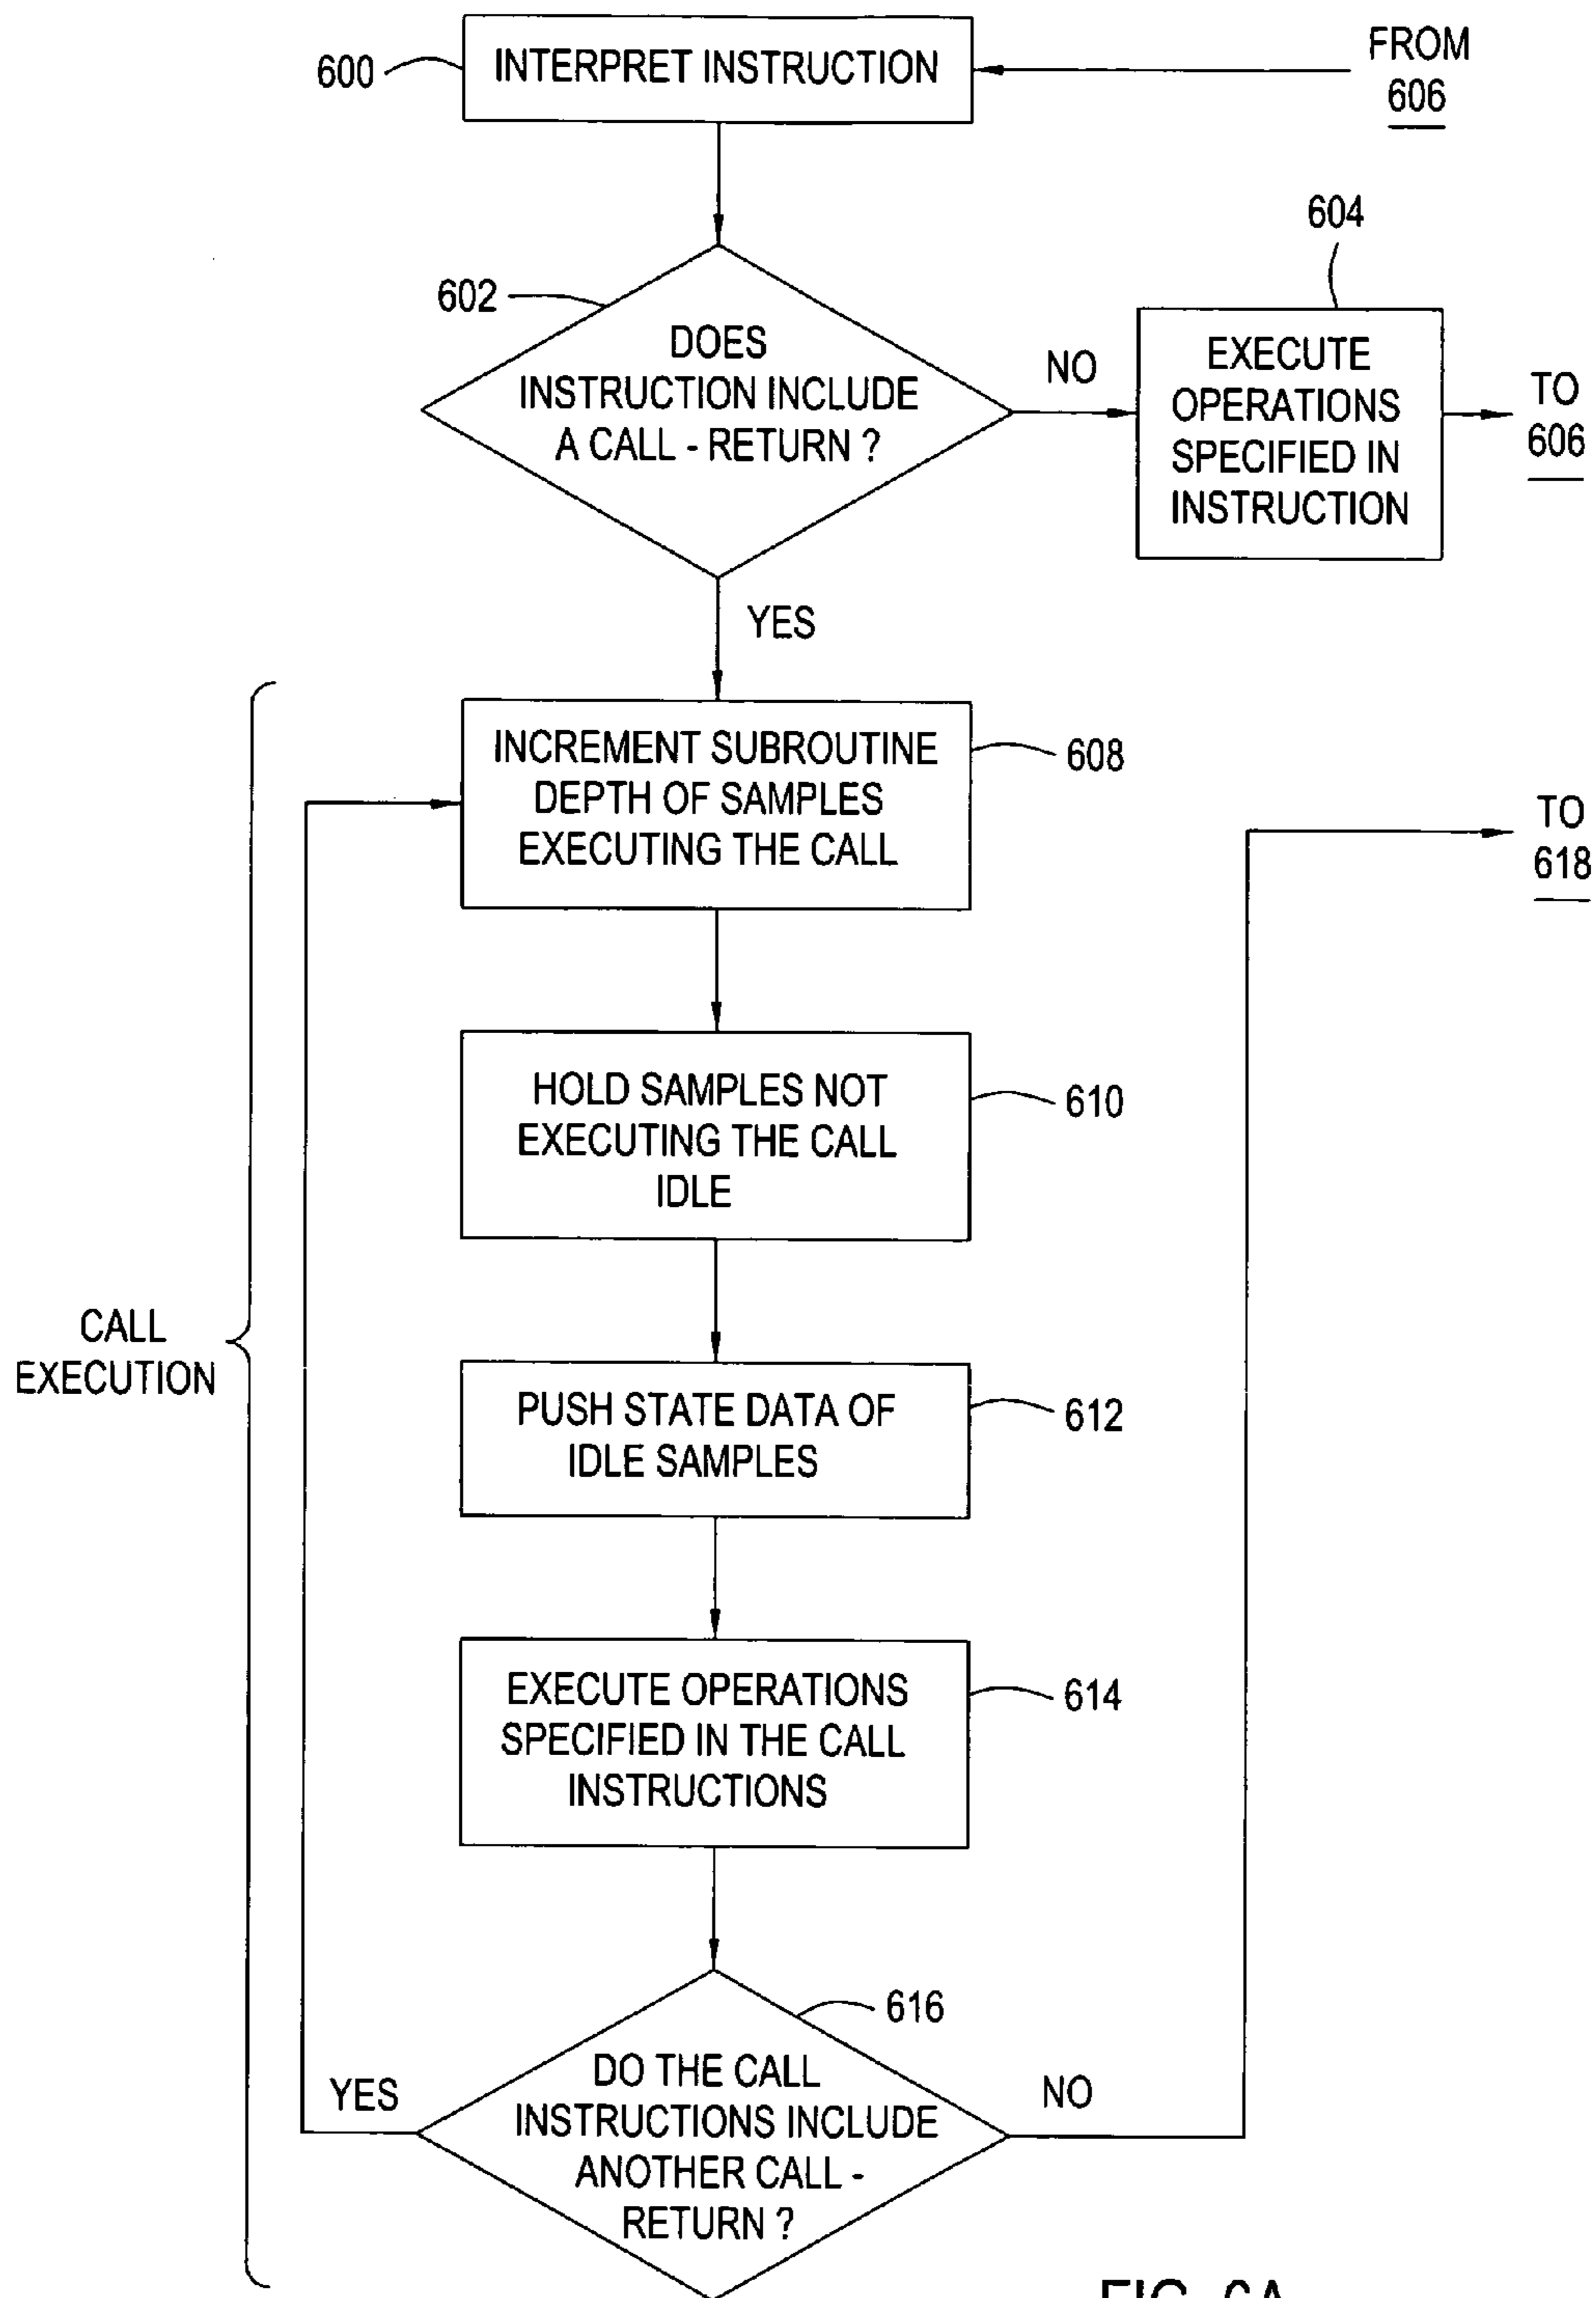 600
INTERPRET INSTRUCTION
FROM
606
602
DOES
INSTRUCTION INCLUDE
A CALL - RETURN ?
NO
604
EXECUTE
OPERATIONS
SPECIFIED IN
INSTRUCTION
TO
606
YES
INCREMENT SUBROUTINE
DEPTH OF SAMPLES
EXECUTING THE CALL
608
TO
618
HOLD SAMPLES NOT
EXECUTING THE CALL
IDLE
610
CALL
EXECUTION
PUSH STATE DATA OF
IDLE SAMPLES
612
EXECUTE OPERATIONS
SPECIFIED IN THE CALL
INSTRUCTIONS
614
616
YES
DO THE CALL
INSTRUCTIONS INCLUDE
ANOTHER CALL -
RETURN ?
NO
FIG. 6A